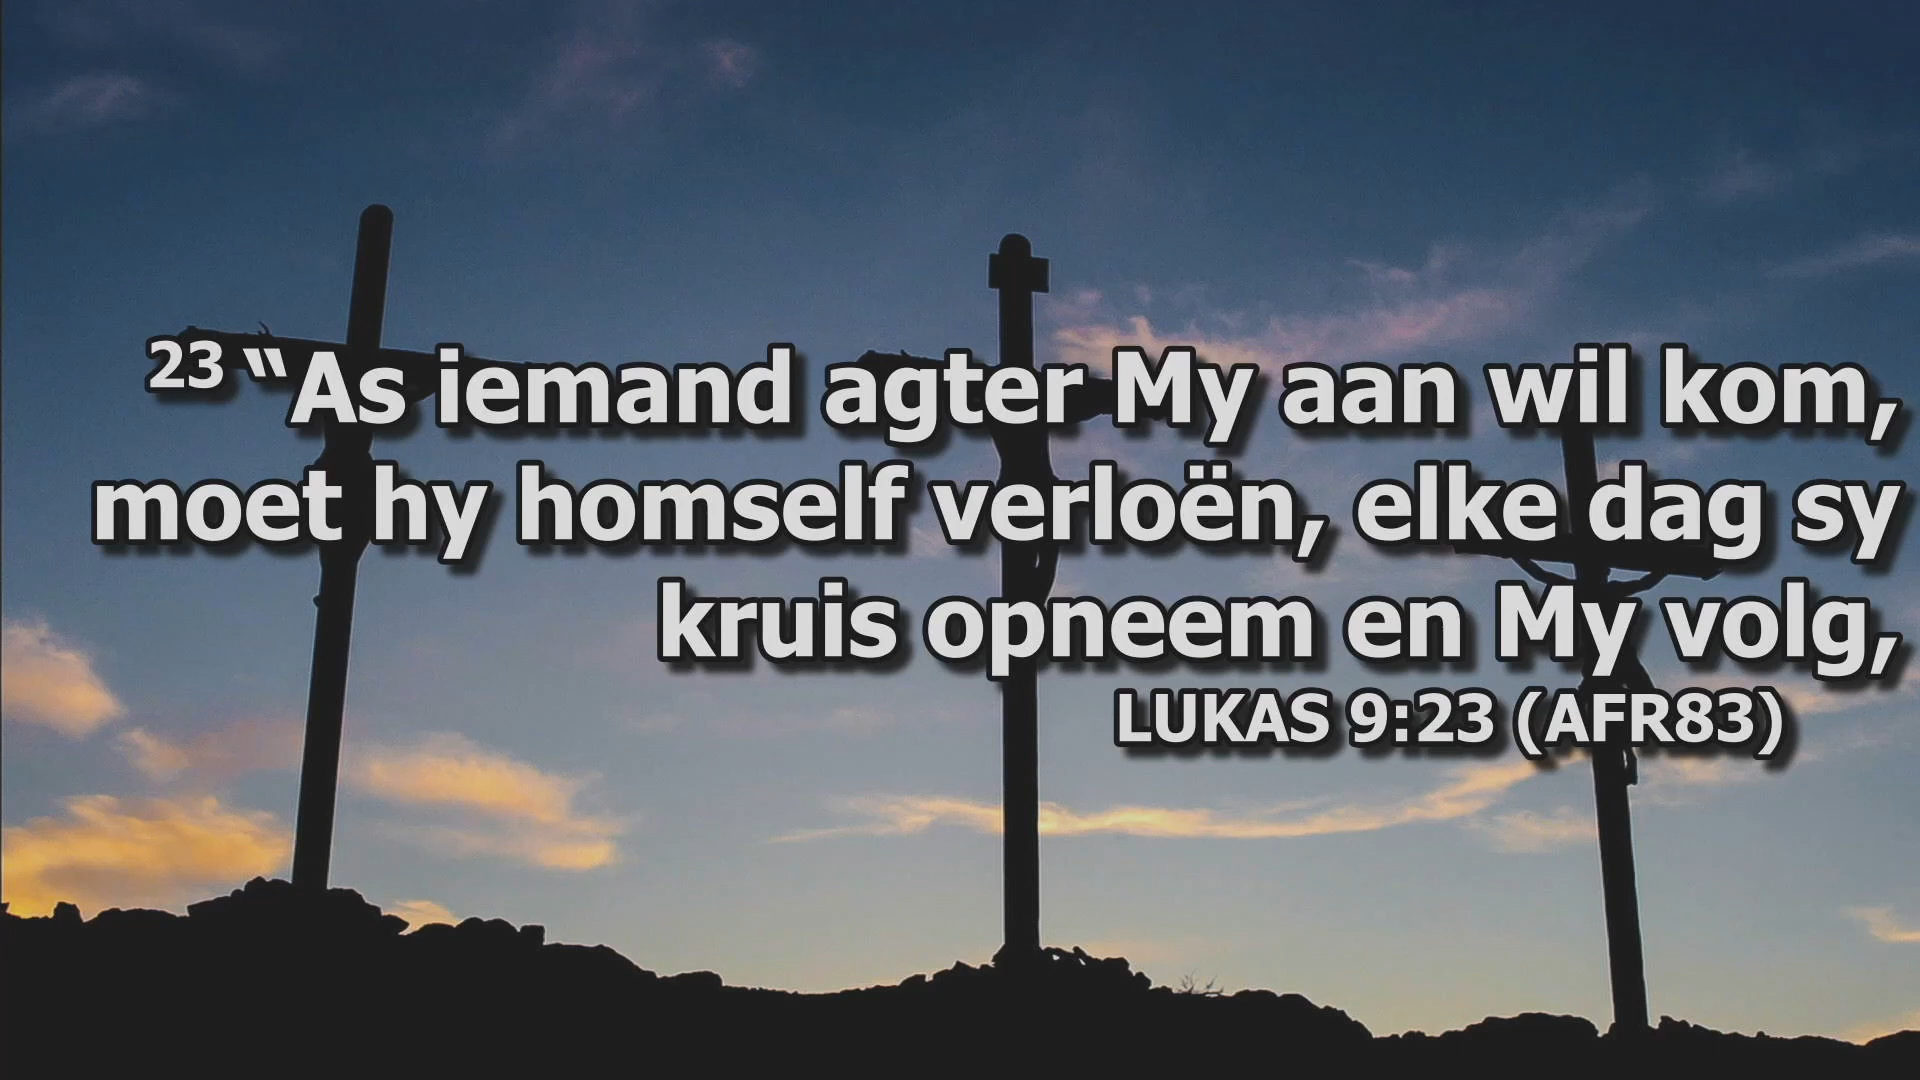 23 “As iemand agter My aan wil kom,
moet hy homself verloën, elke dag sy
kruis opneem en My volg,
LUKAS 9:23 (AFR83)